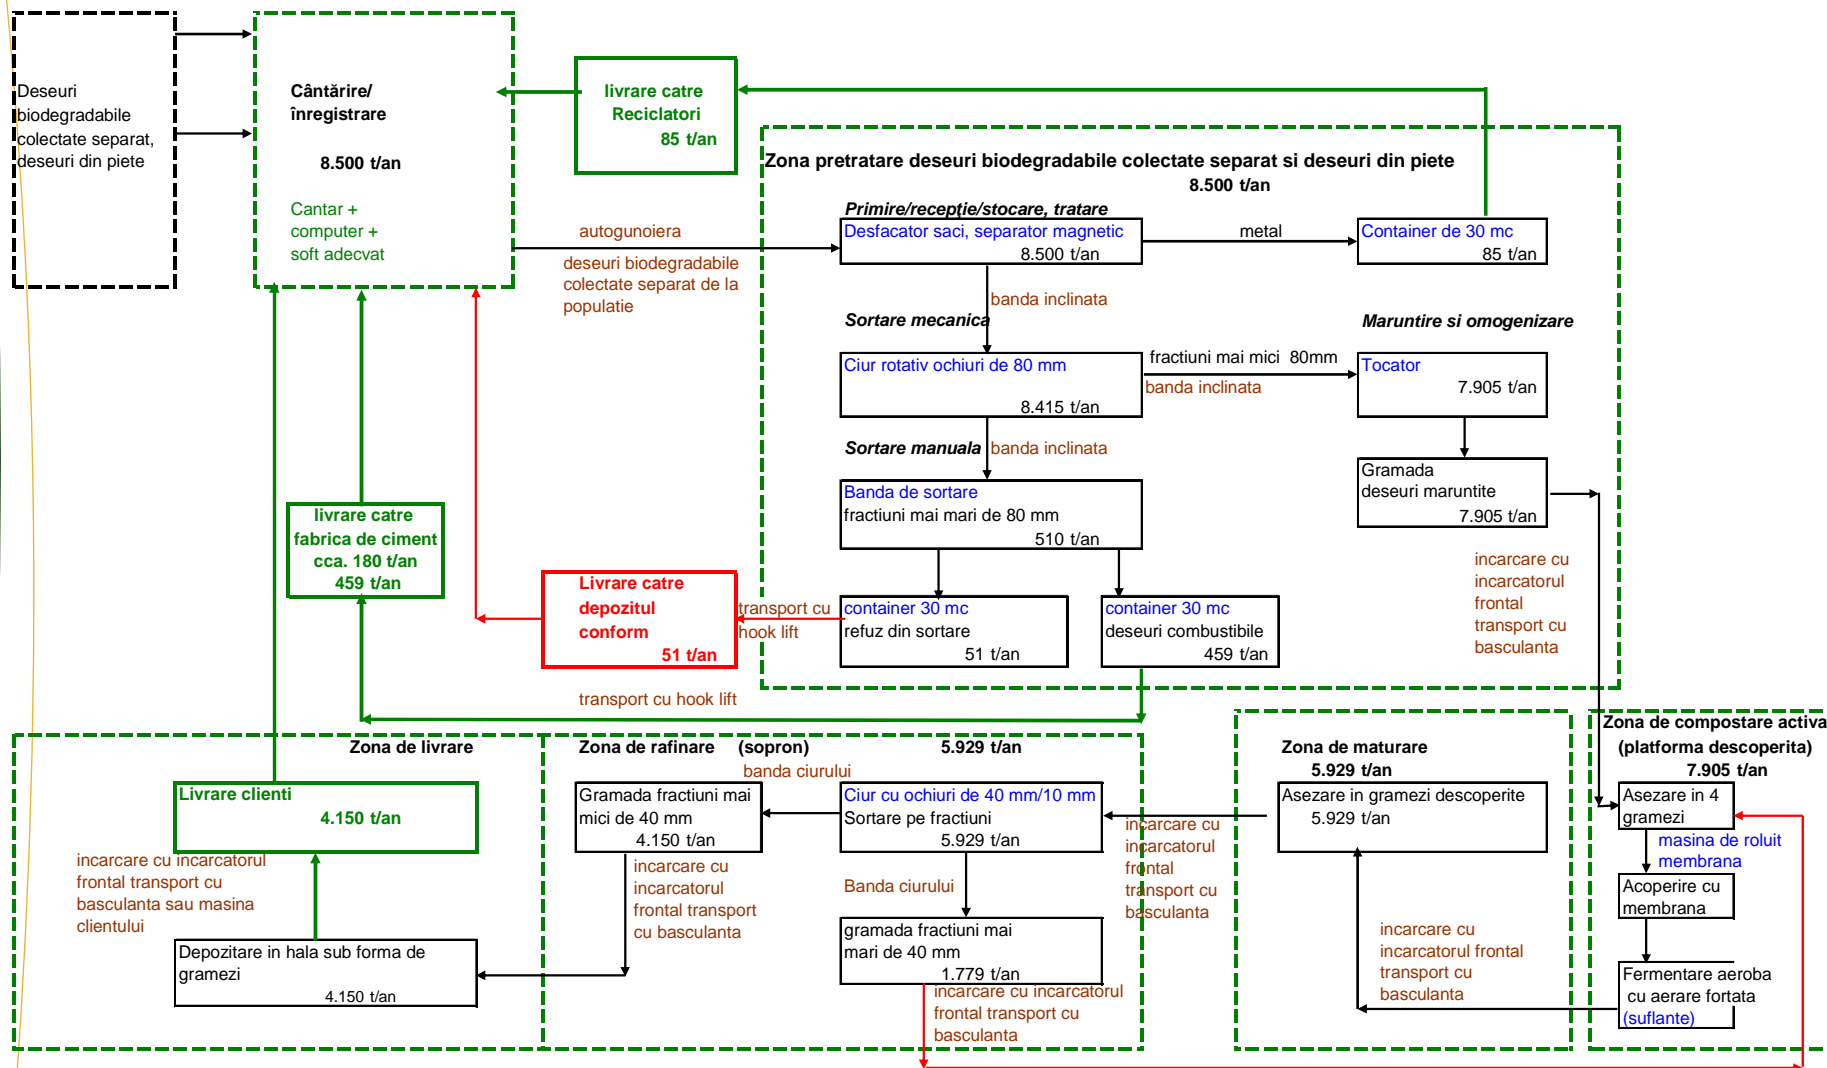 Deseuri
biodegradabile
colectate separat,
deseuri din piete
Cântărire/
înregistrare
8.500 t/an
Cantar +
computer +
soft adecvat
livrare catre
Reciclatori
85 t/an
autogunoiera
deseuri biodegradabile
colectate separat de la
populatie
Zona pretratare deseuri biodegradabile colectate separat si deseuri din piete
8.500 t/an
Primire/recepţie/stocare, tratare
Desfacator saci, separator magnetic
8.500 t/an
metal
Container de 30 mc
85 t/an
banda inclinata
Sortare mecanica
Maruntire si omogenizare
Ciur rotativ ochiuri de 80 mm
8.415 t/an
fractiuni mai mici  80mm
banda inclinata
Tocator
7.905 t/an
Sortare manuala
banda inclinata
Gramada
deseuri maruntite
7.905 t/an
Banda de sortare
fractiuni mai mari de 80 mm
510 t/an
livrare catre
fabrica de ciment
cca. 180 t/an
459 t/an
Livrare catre
depozitul
conform
51 t/an
transport cu
hook lift
container 30 mc
refuz din sortare
51 t/an
container 30 mc
deseuri combustibile
459 t/an
incarcare cu
incarcatorul
frontal
transport cu
basculanta
transport cu hook lift
Zona de livrare
Livrare clienti
4.150 t/an
incarcare cu incarcatorul
frontal transport cu
basculanta sau masina
clientului
Depozitare in hala sub forma de
gramezi
4.150 t/an
Zona de rafinare (sopron) 5.929 t/an
banda ciurului
Gramada fractiuni mai
mici de 40 mm
4.150 t/an
incarcare cu
incarcatorul
frontal transport
cu basculanta
Ciur cu ochiuri de 40 mm/10 mm
Sortare pe fractiuni
5.929 t/an
Banda ciurului
gramada fractiuni mai
mari de 40 mm
1.779 t/an
incarcare cu incarcatorul
frontal transport cu
basculanta
incarcare cu
incarcatorul
frontal
transport cu
basculanta
Zona de maturare
5.929 t/an
Asezare in gramezi descoperite
5.929 t/an
incarcare cu
incarcatorul frontal
transport cu
basculanta
Zona de compostare activa
(platforma descoperita)
7.905 t/an
Asezare in 4
gramezi
masina de roluit
membrana
Acoperire cu
membrana
Fermentare aeroba
cu aerare fortata
(suflante)